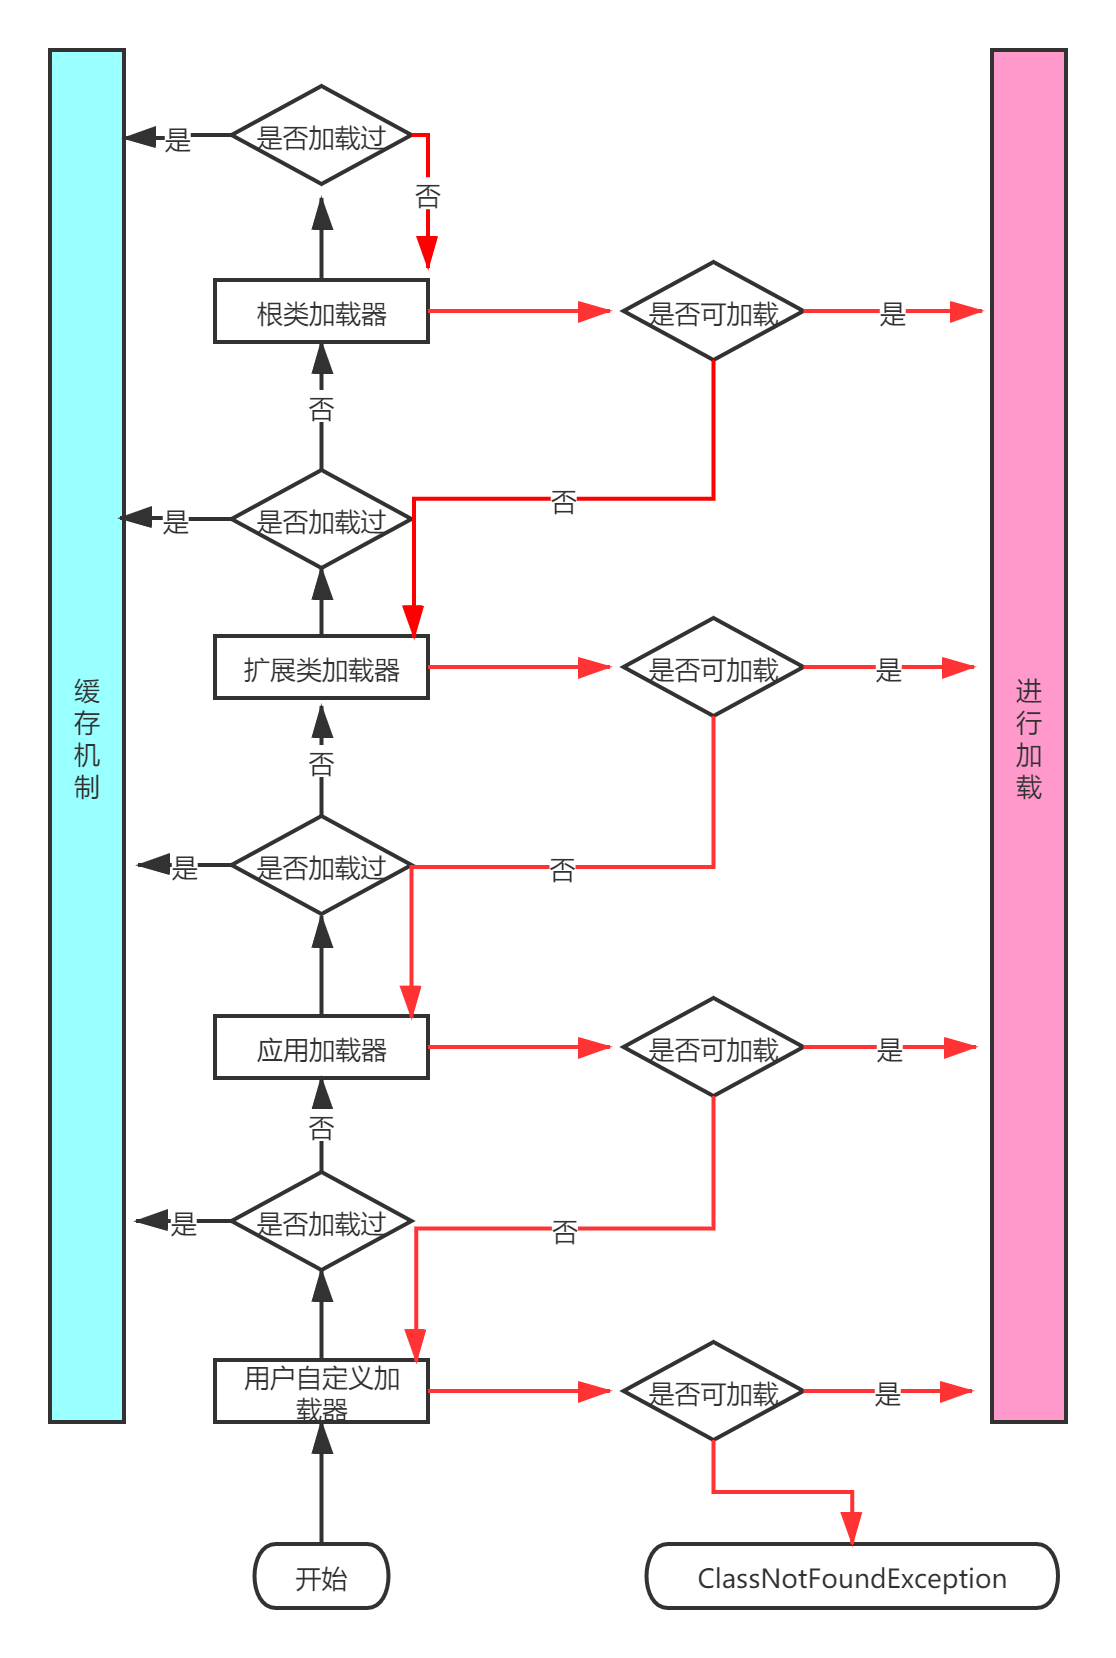 是否加载过
是
否
根类加载器
是否可加载
是
否
是否加载过
是
否
扩展类加载器
是否可加载
是
缓
存
机
制
进
行
加
载
否
是否加载过
是
否
应用加载器
是否可加载
是
否
是否加载过
是
否
用户自定义加
载器
是否可加载
是
开始
ClassNotFoundException